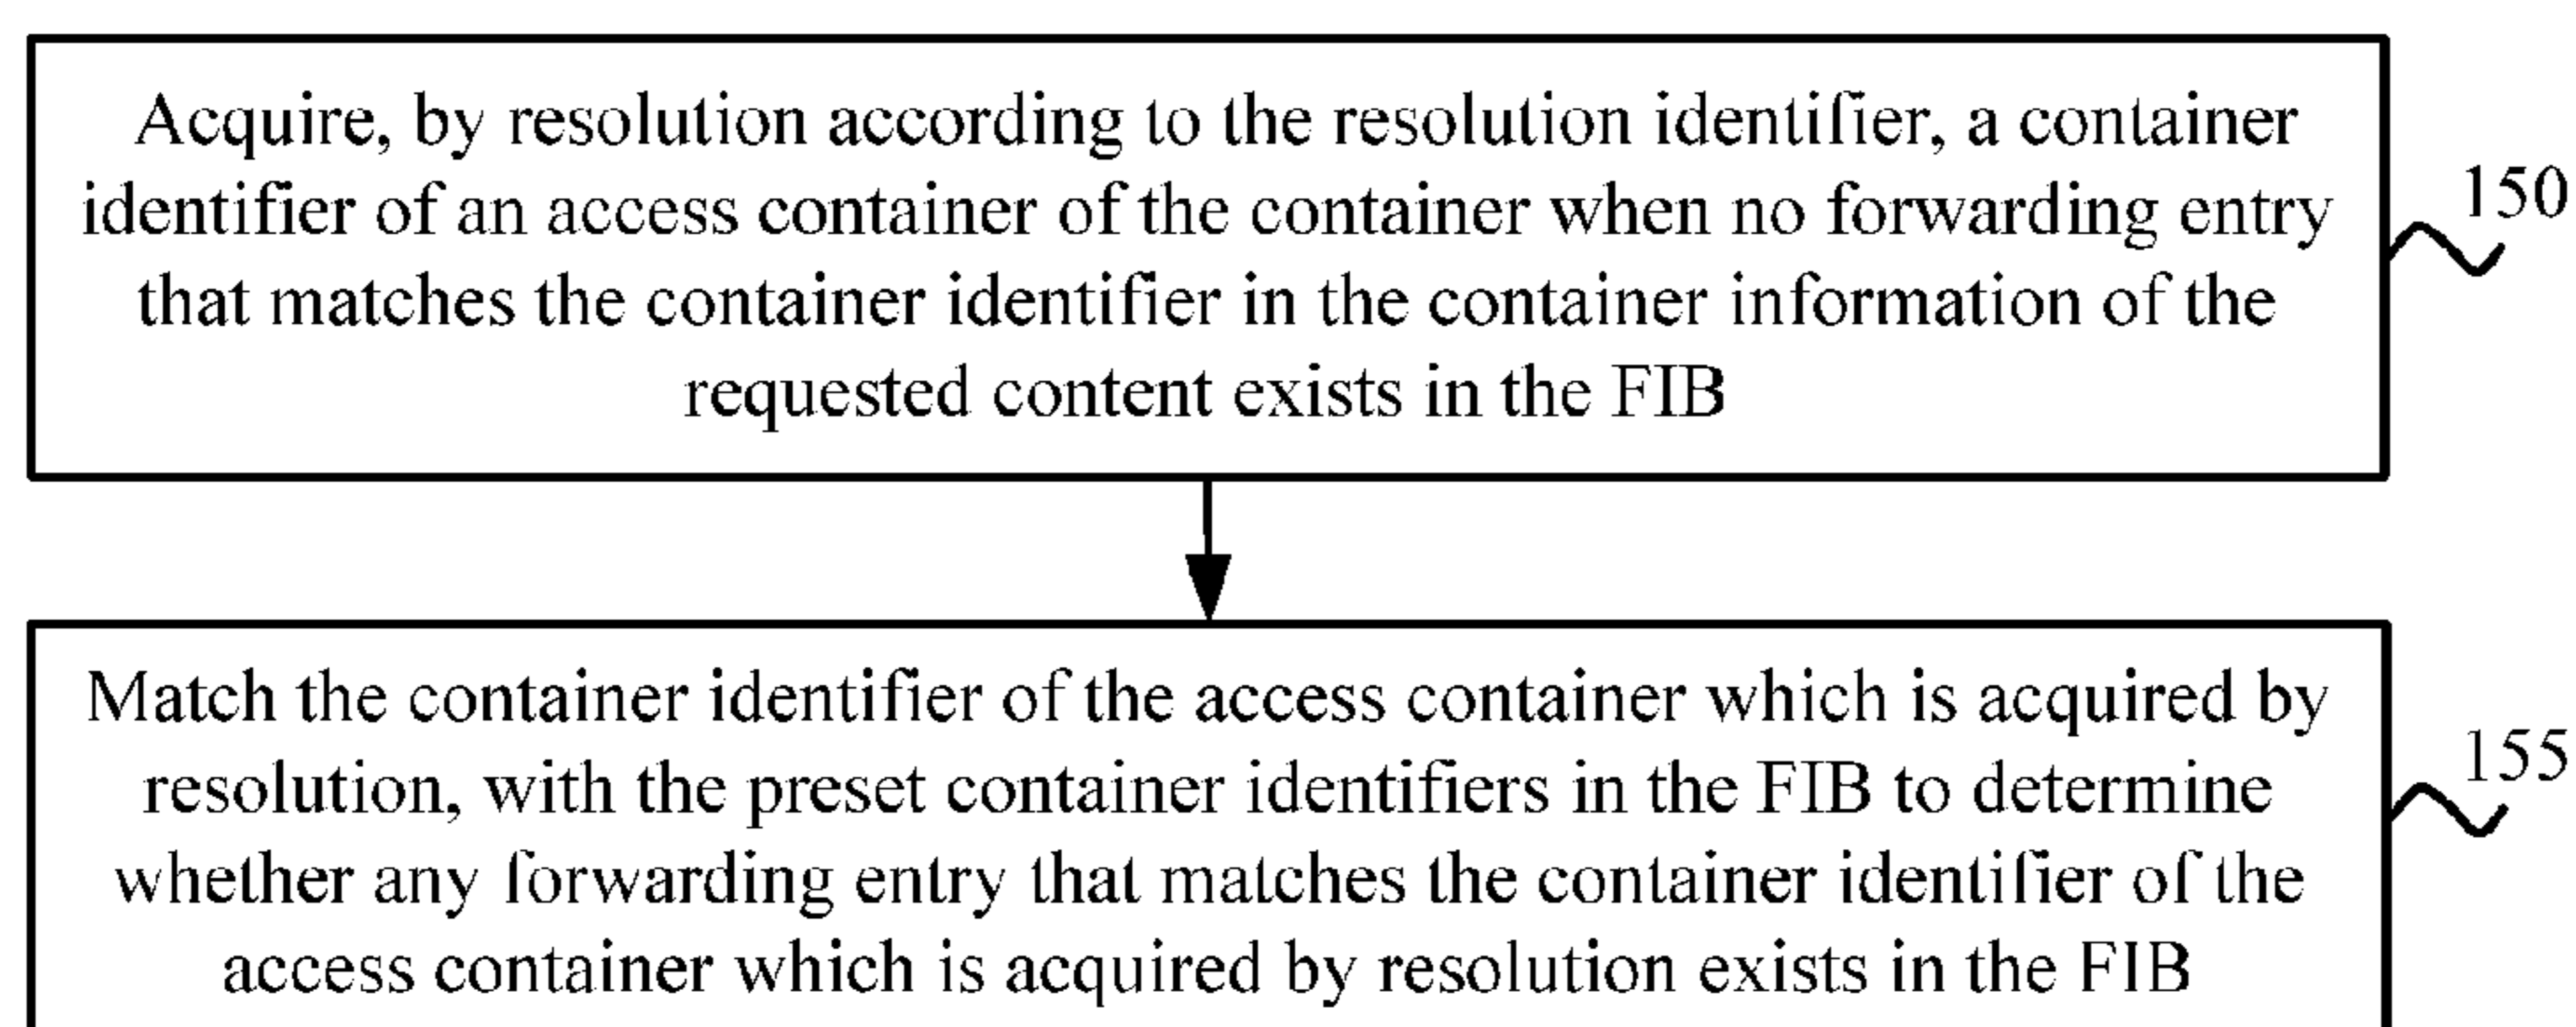 Acquire, by resolution according to the resolution identifier, a container
identifier of an access container of the container when no forwarding entry
that matches the container identifier in the container information of the
requested content exists in the FIB
150
Match the container identifier of the access container which is acquired by
resolution, with the preset container identifiers in the FIB to determine
whether any forwarding entry that matches the container identifier of the
access container which is acquired by resolution exists in the FIB
155